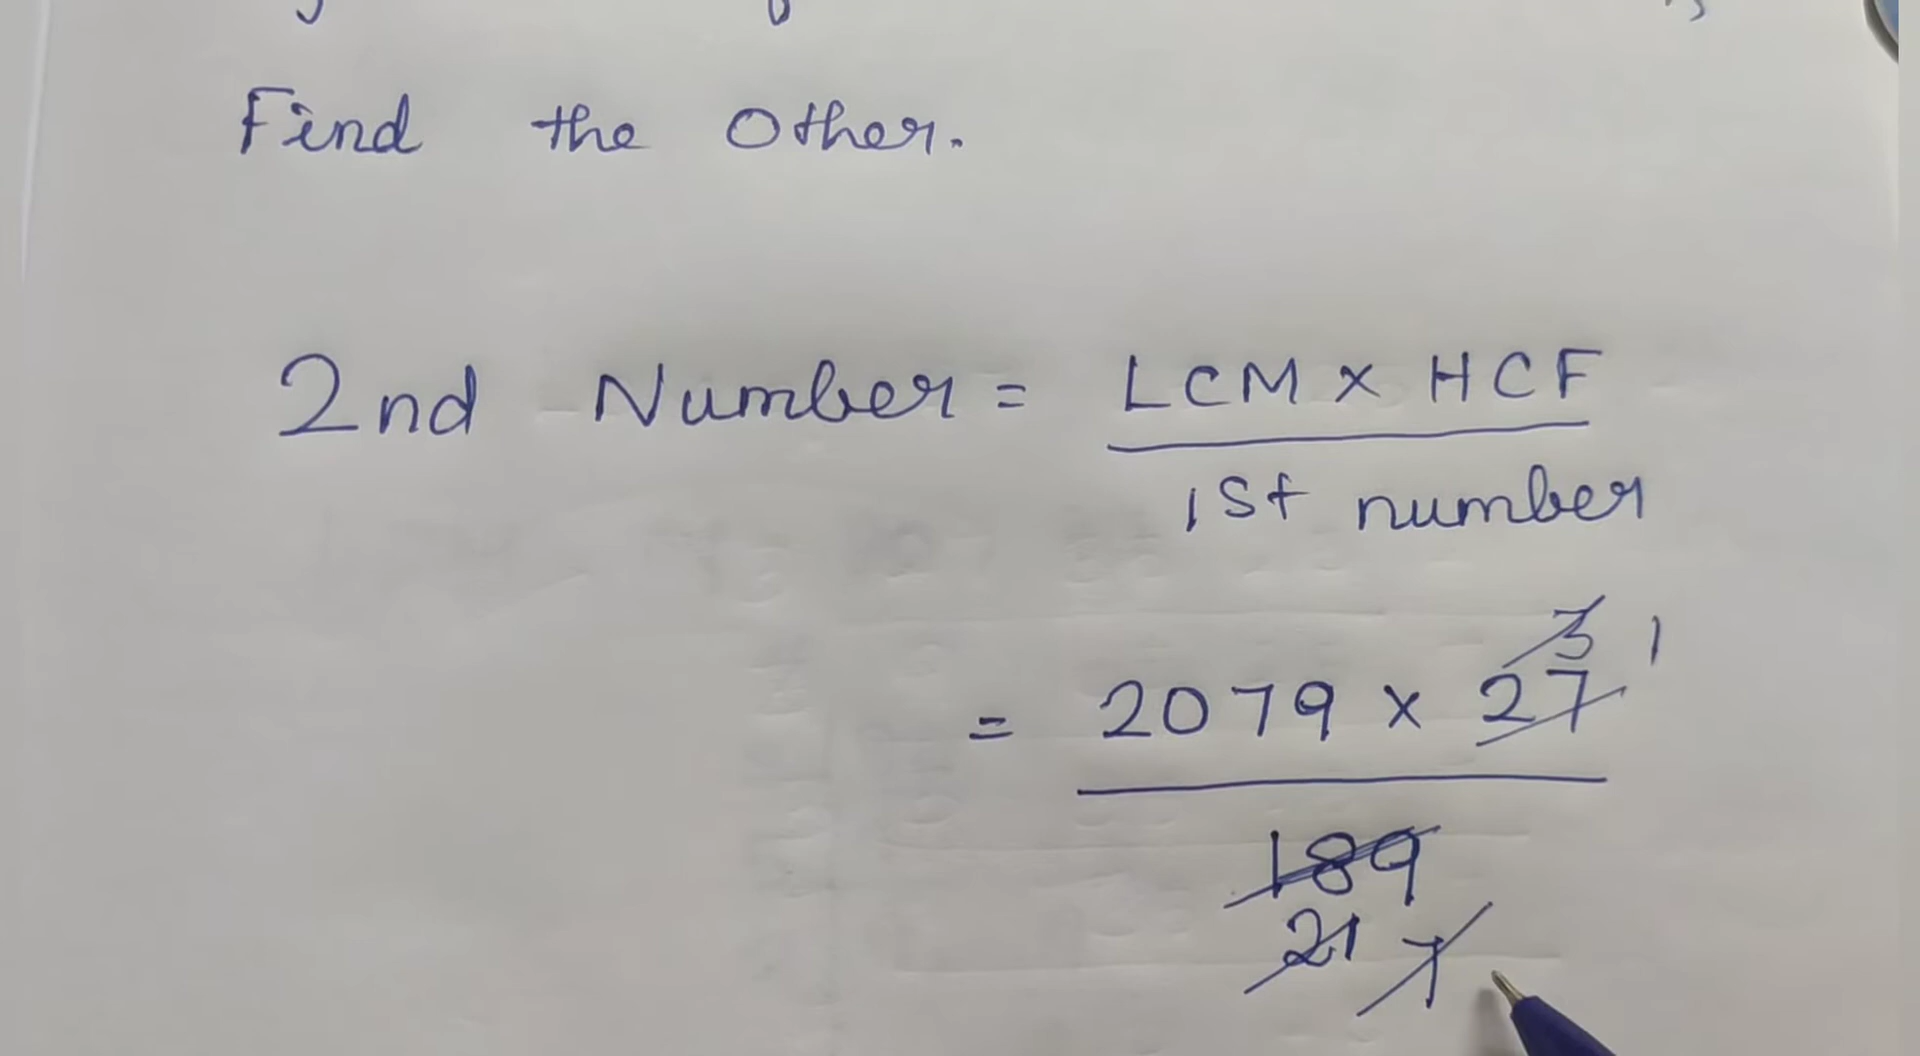 Find the Other.
2nd Number = LCM x HCF
1st number
3 1
= 2079 x 27
189
21 7